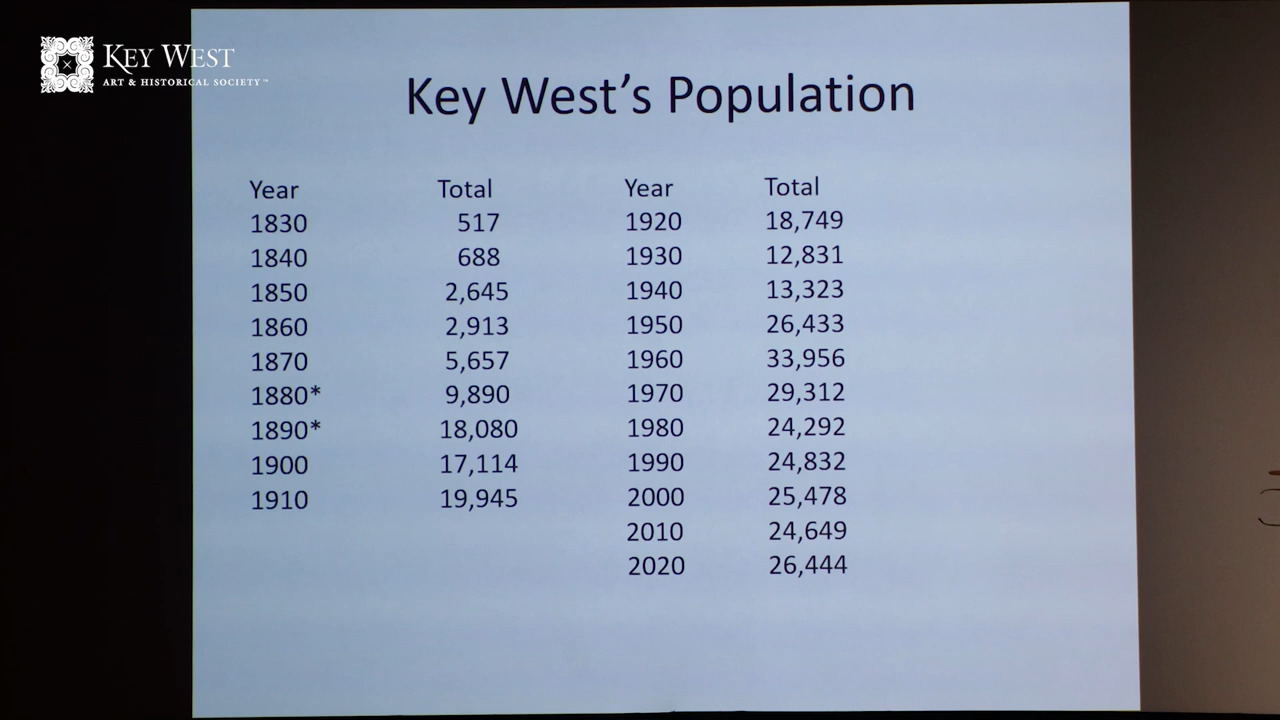 KEY WEST
ART & HISTORICAL SOCIETY™
Key West's Population
Year Total Year Total
1830 517 1920 18,749
1840 688 1930 12,831
1850 2,645 1940 13,323
1860 2,913 1950 26,433
1870 5,657 1960 33,956
1880* 9,890 1970 29,312
1890* 18,080 1980 24,292
1900 17,114 1990 24,832
1910 19,945 2000 25,478
2010 24,649
2020 26,444